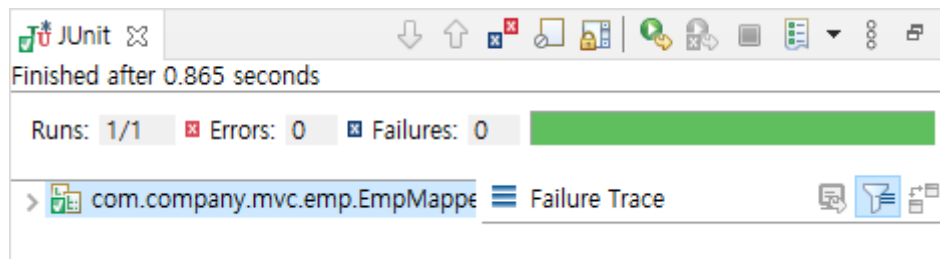 JUnit
Finished after 0.865 seconds
Runs: 1/1 Errors: 0 Failures: 0
com.company.mvc.emp.EmpMappe Failure Trace